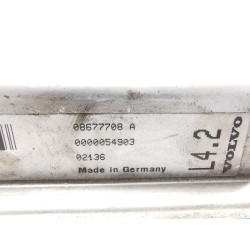 08677708 A
0000054903
02136
Made in Germany
L4.2
VOLVO